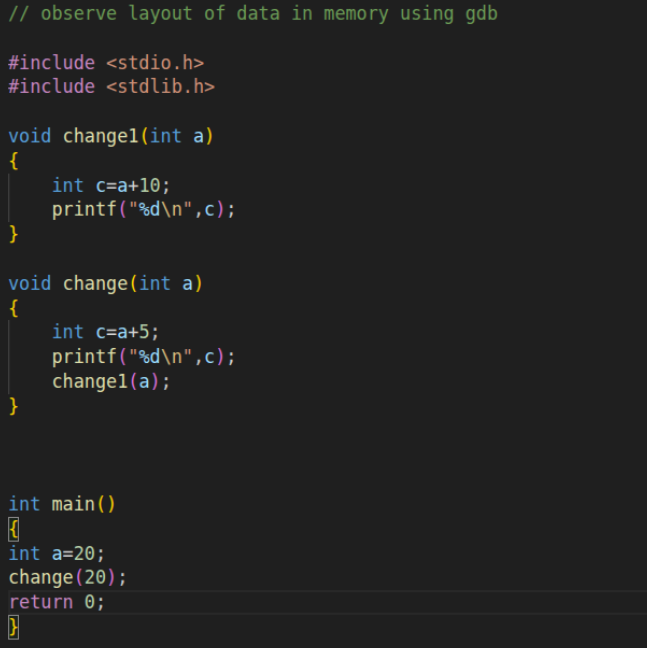 // observe layout of data in memory using gdb
#include <stdio.h>
#include <stdlib.h>
void change1(int a)
{
int c=a+10;
printf("%d\n",c);
}
void change(int a)
{
int c=a+5;
printf("%d\n",c);
change1(a);
}
int main()
{
int a=20;
change(20);
return 0;
}